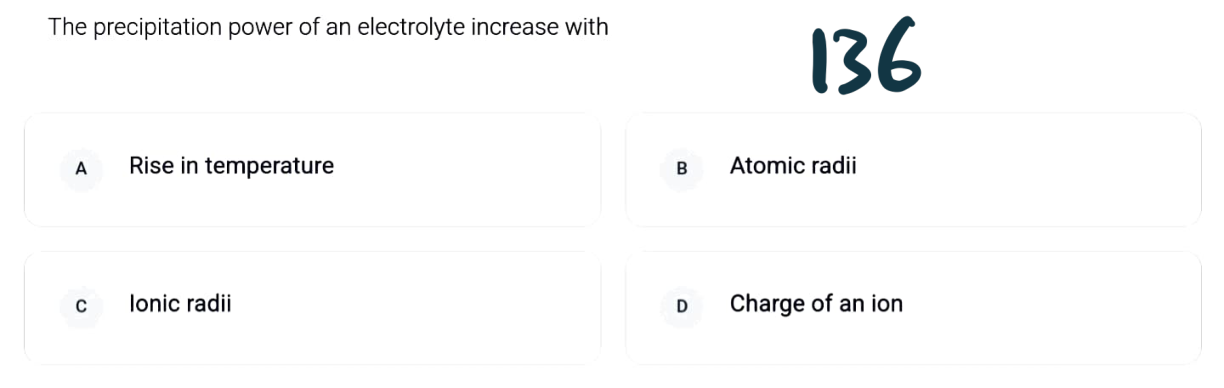 The precipitation power of an electrolyte increase with
136
A Rise in temperature
B Atomic radii
C Ionic radii
D Charge of an ion